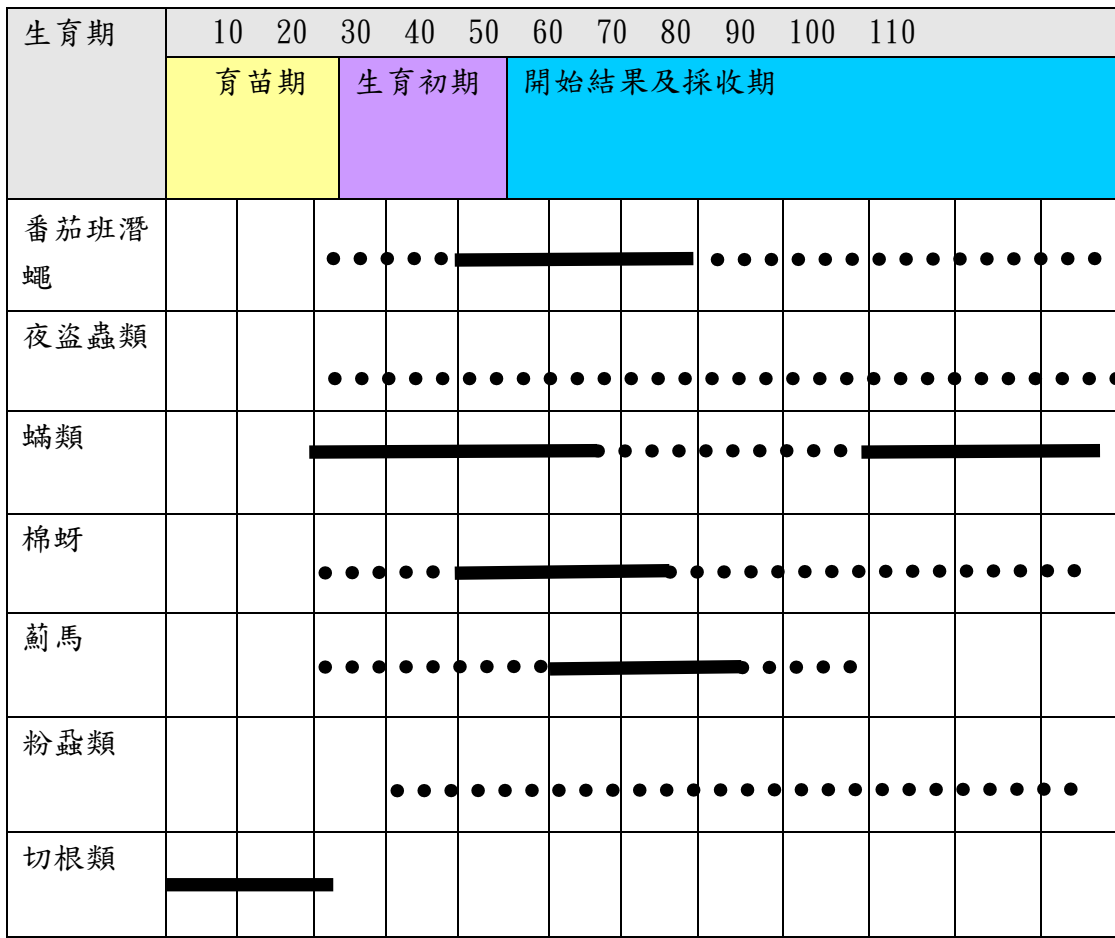 生育期
10 20 30 40 50 60 70 80 90 100 110
育苗期 生育初期 開始結果及採收期
番茄班潛
蠅
夜盜蟲類
蟎類
棉蚜
薊馬
粉蝨類
切根類